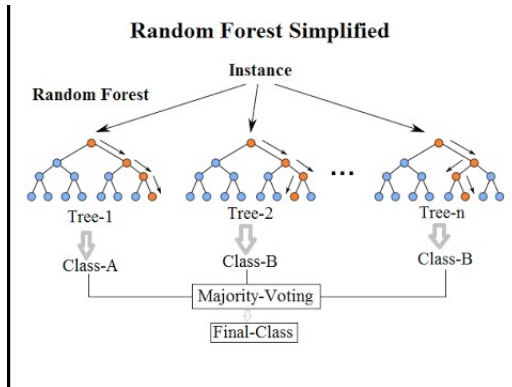 Random Forest Simplified
Instance
Random Forest
...
Tree-1
Tree-2
Tree-n
Class-A
Class-B
Class-B
Majority-Voting
Final-Class